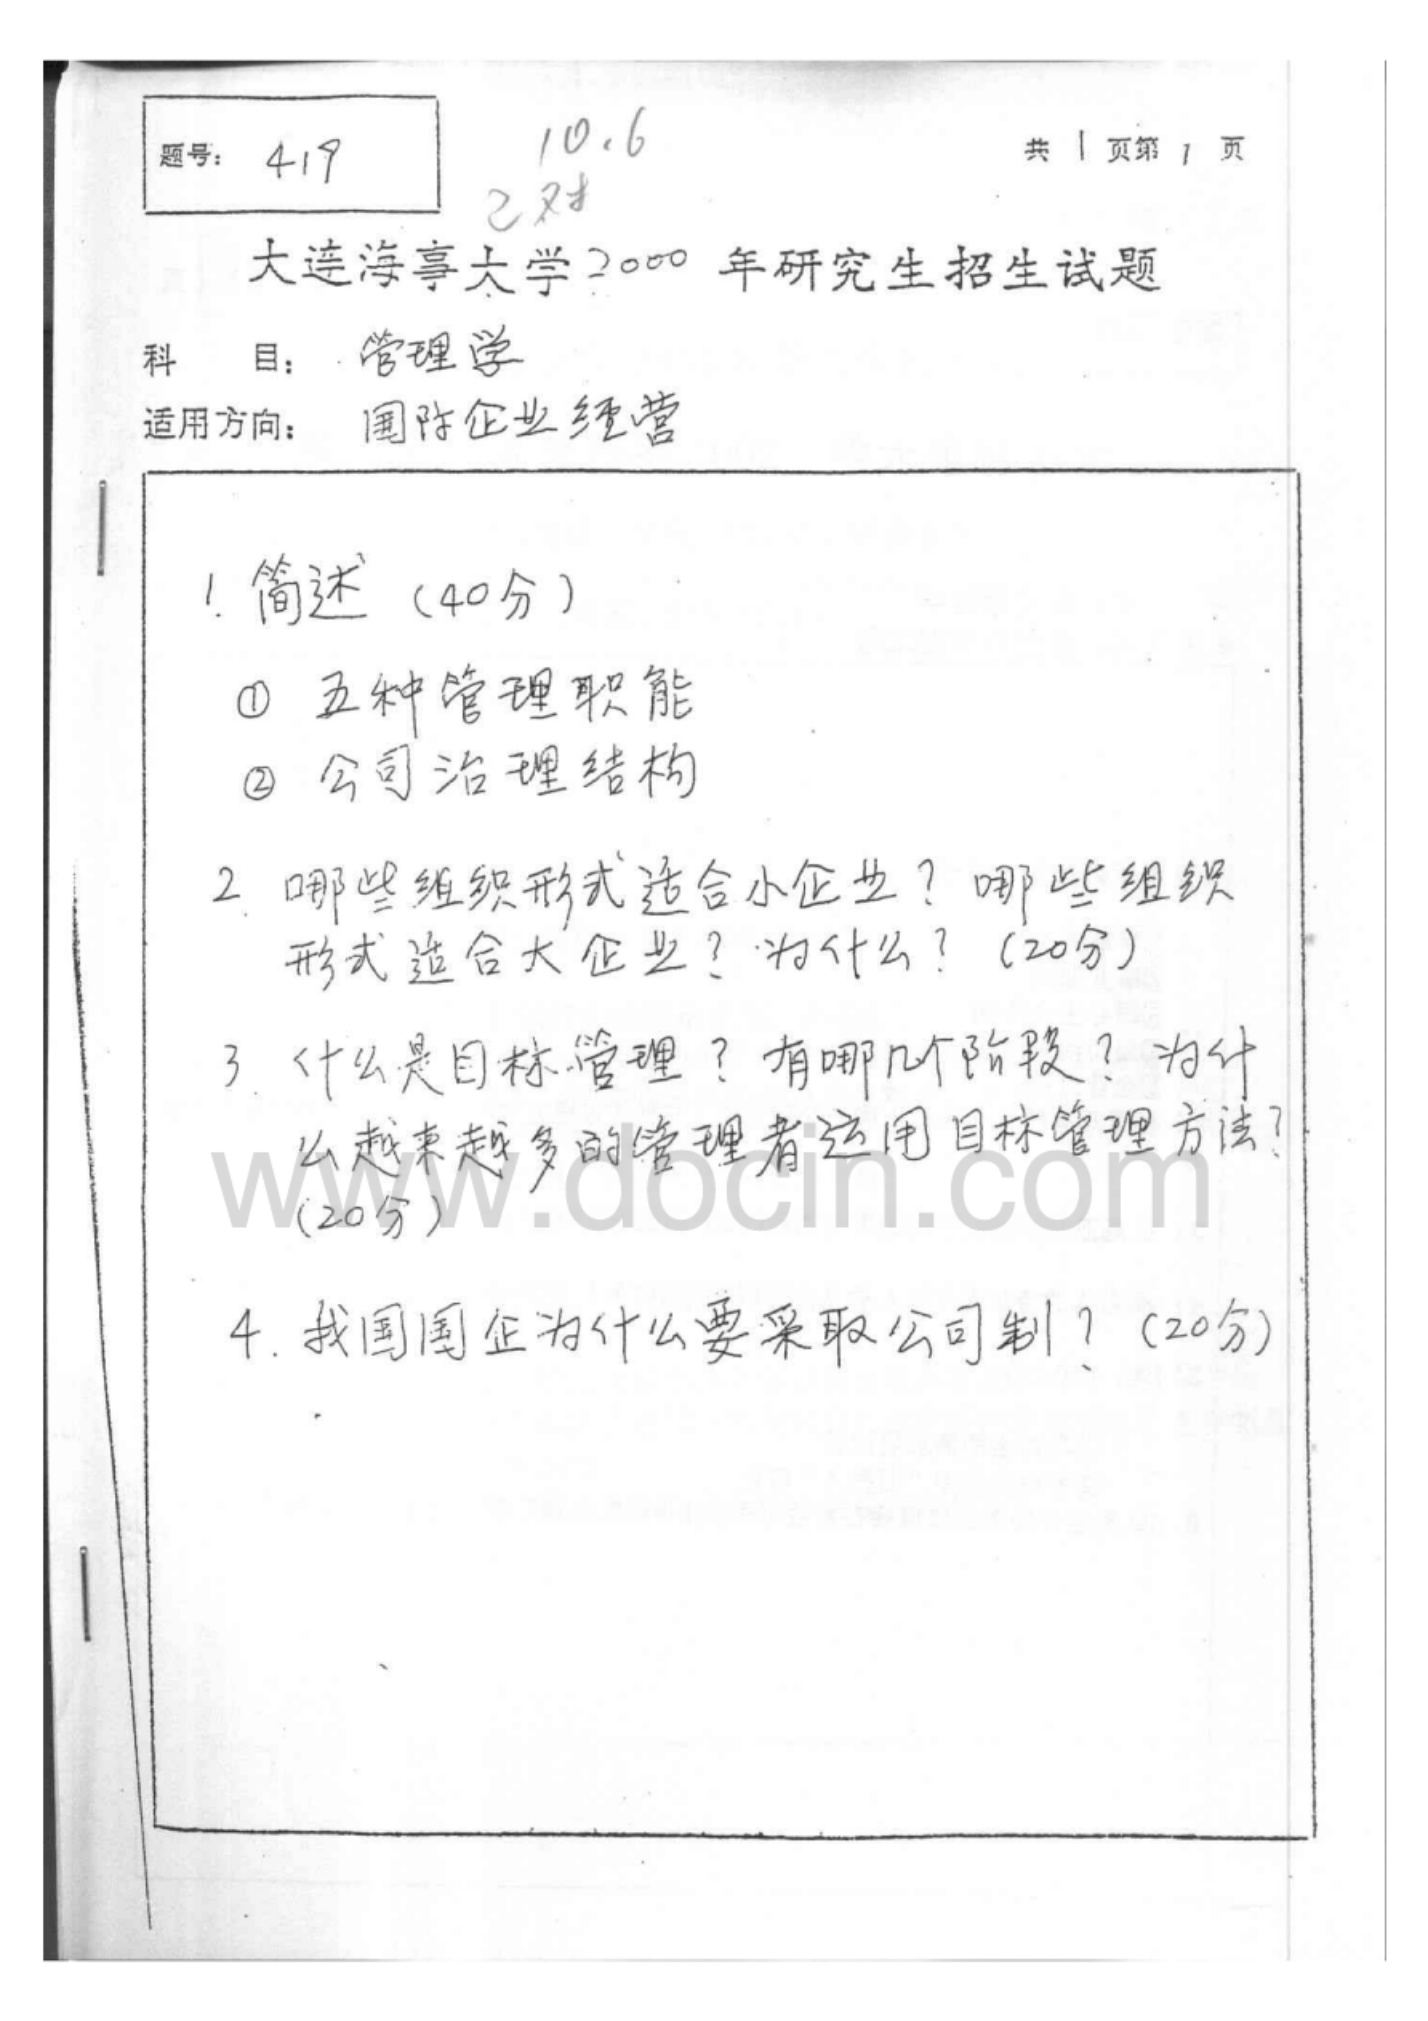 题号: 419
10.6
已对
共 1 页第 1 页
大连海事大学2000 年研究生招生试题
科 目: 管理学
适用方向: 国际企业经营
1. 简述 (40分)
① 五种管理职能
② 公司治理结构
2. 哪些组织形式适合小企业? 哪些组织
形式适合大企业? 为什么? (20分)
3. 什么是目标管理? 有哪几个阶段? 为什
么越来越多的管理者运用目标管理方法?
(20分)
www.docin.com
4. 我国国企为什么要采取公司制? (20分)